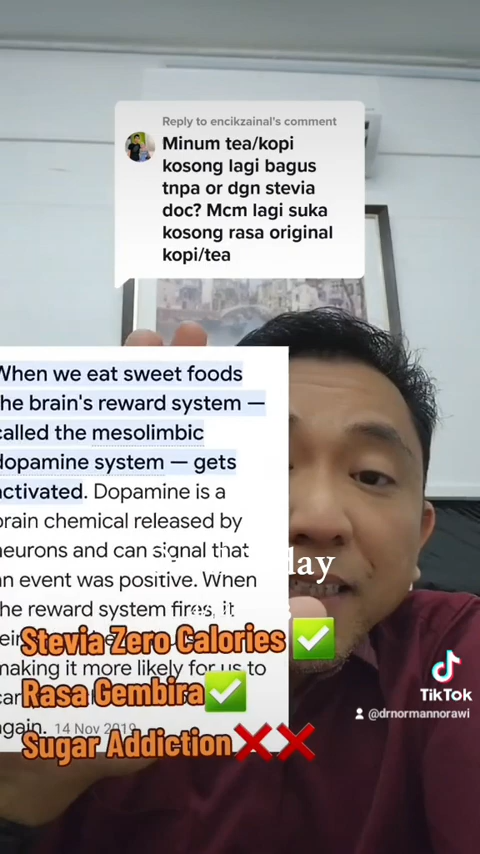 Reply to encikzainal's comment
Minum tea/kopi
kosong lagi bagus
tnpa or dgn stevia
doc? Mcm lagi suka
kosong rasa original
kopi/tea
When we eat sweet foods
the brain's reward system —
called the mesolimbic
dopamine system — gets
activated. Dopamine is a
brain chemical released by
neurons and can signal that
an event was positive. When
the reward system fires, it
day
Stevia Zero Calories ✅
making it more likely for us to
Rasa Gembira ✅
again. 14 Nov 2019
Sugar Addiction ❌❌
TikTok
@drnormannorawi